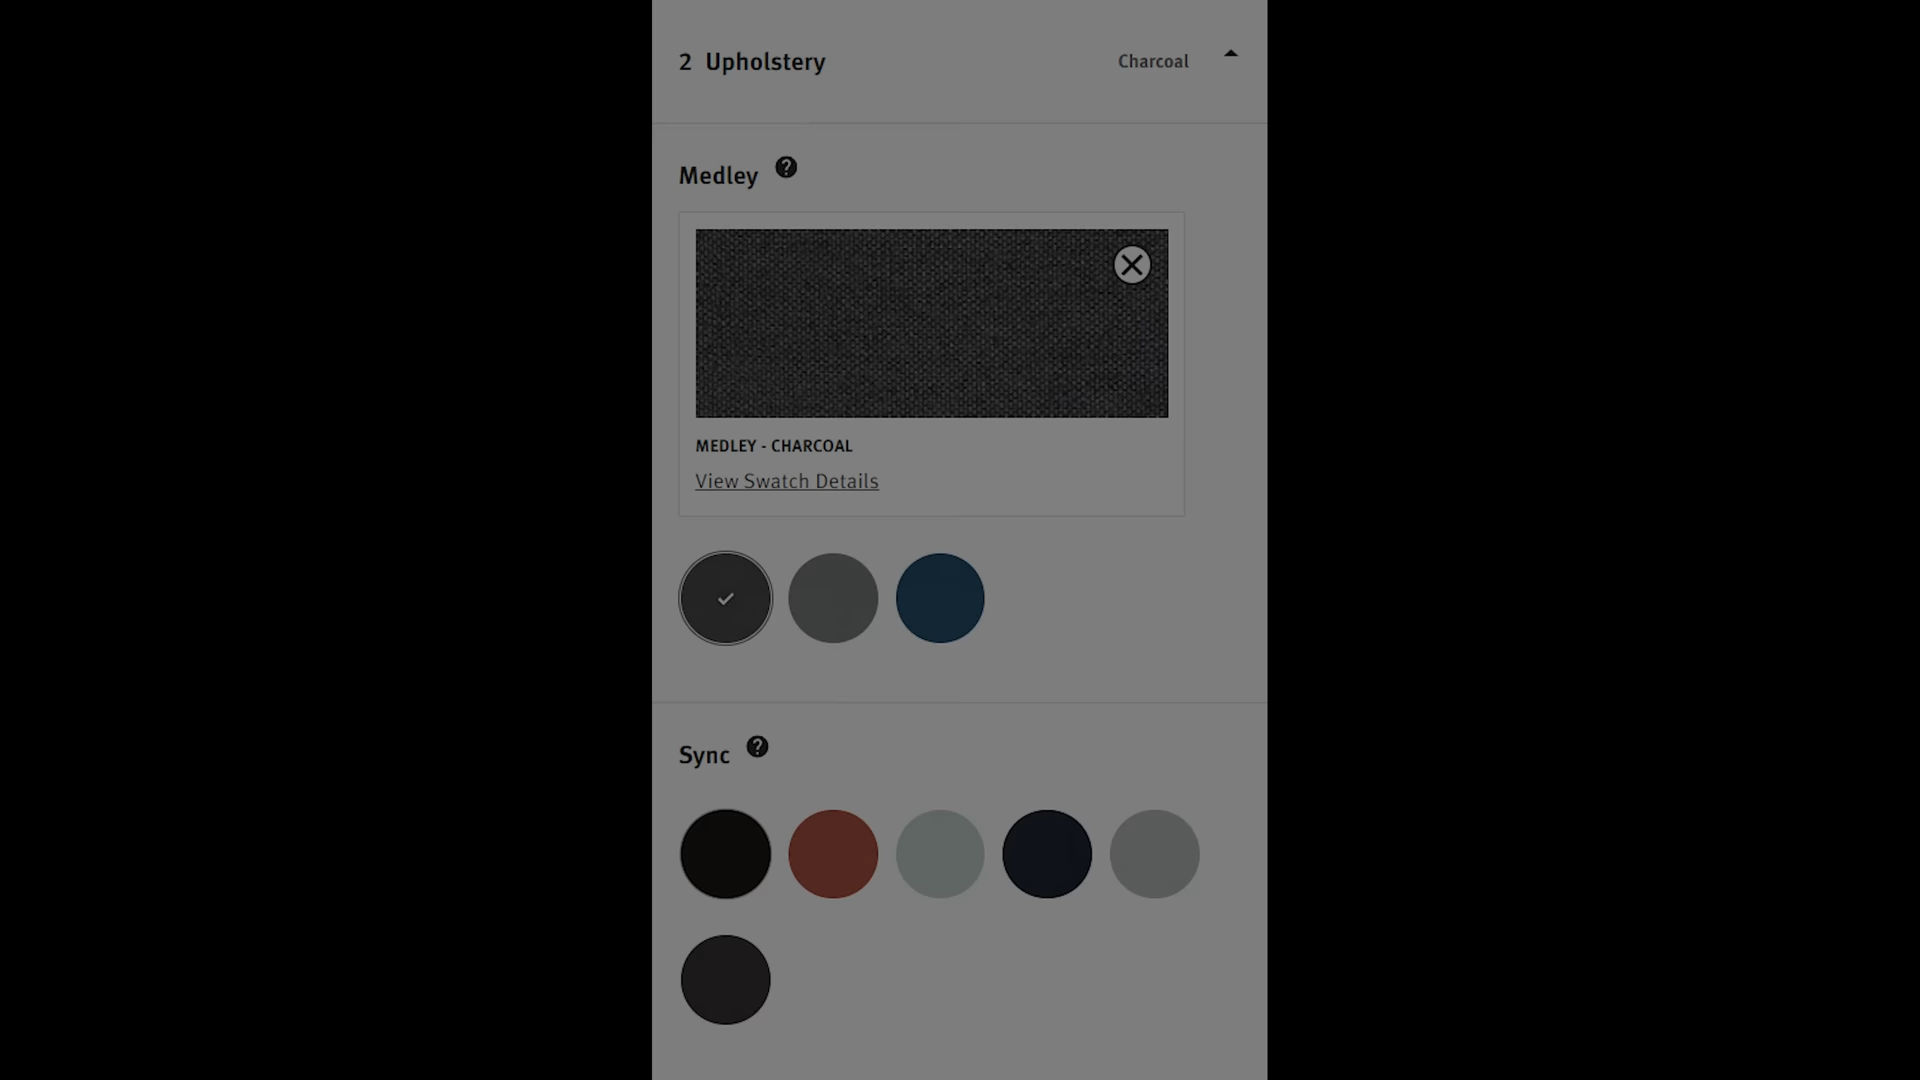 2 Upholstery Charcoal
Medley ?
MEDLEY - CHARCOAL
View Swatch Details
Sync ?